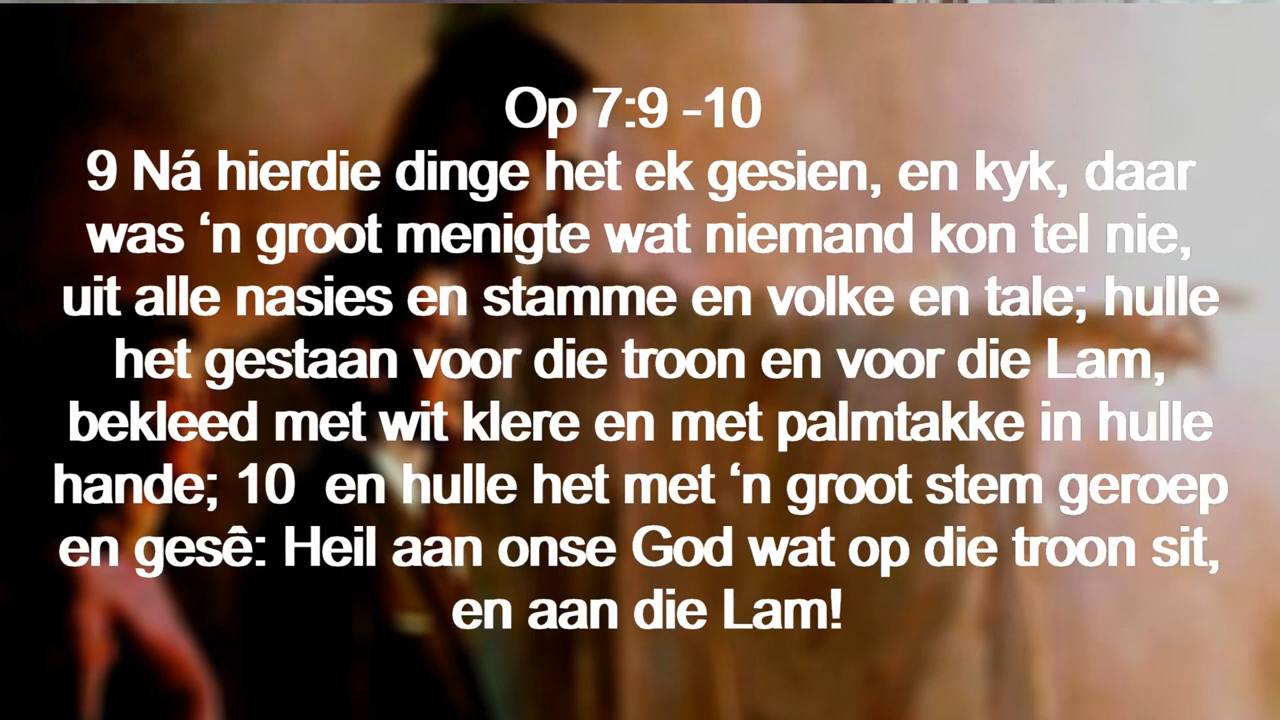 Op 7:9 -10
9 Ná hierdie dinge het ek gesien, en kyk, daar
was ‘n groot menigte wat niemand kon tel nie,
uit alle nasies en stamme en volke en tale; hulle
het gestaan voor die troon en voor die Lam,
bekleed met wit klere en met palmtakke in hulle
hande; 10  en hulle het met ‘n groot stem geroep
en gesê: Heil aan onse God wat op die troon sit,
en aan die Lam!